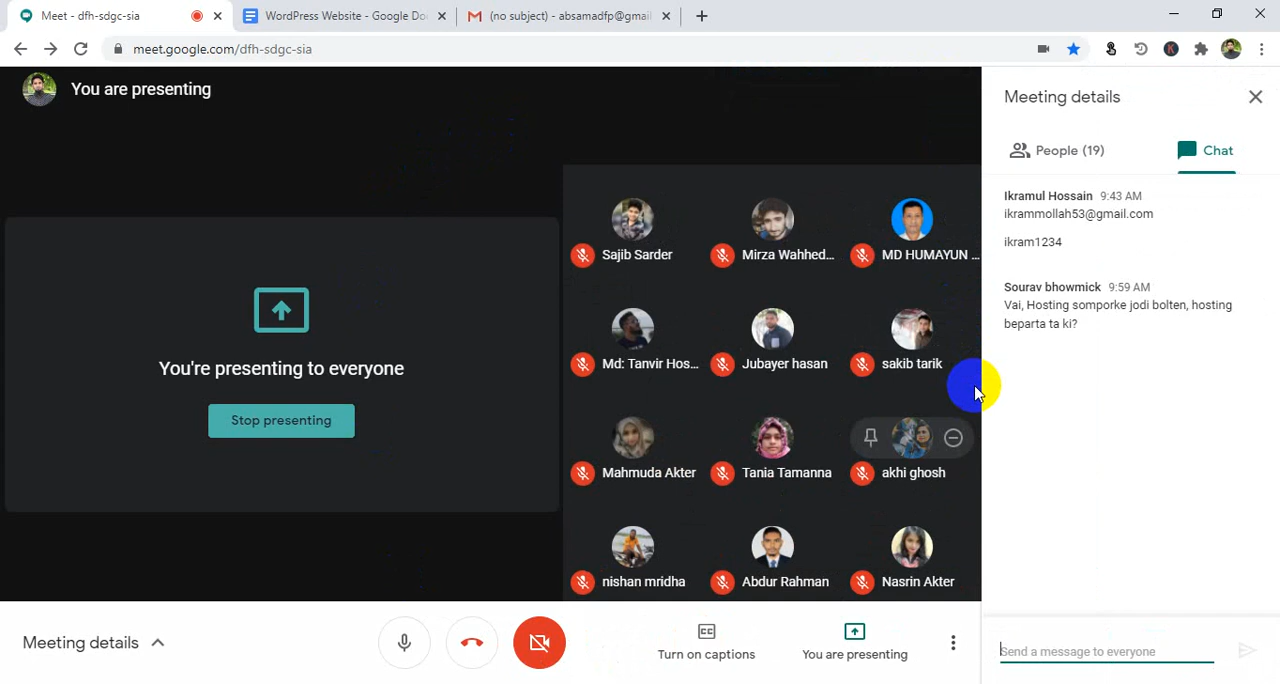 Meet - dfh-sdgc-sia
WordPress Website - Google Do
(no subject) - absamadfp@gmail
meet.google.com/dfh-sdgc-sia
You are presenting
Meeting details
People (19)
Chat
Ikramul Hossain 9:43 AM
ikrammollah53@gmail.com
ikram1234
Sourav bhowmick 9:59 AM
Vai, Hosting somporke jodi bolten, hosting
beparta ta ki?
You're presenting to everyone
Stop presenting
Sajib Sarder
Mirza Wahhed...
MD HUMAYUN ...
Md: Tanvir Hos...
Jubayer hasan
sakib tarik
Mahmuda Akter
Tania Tamanna
akhi ghosh
nishan mridha
Abdur Rahman
Nasrin Akter
Meeting details
Turn on captions
You are presenting
Send a message to everyone